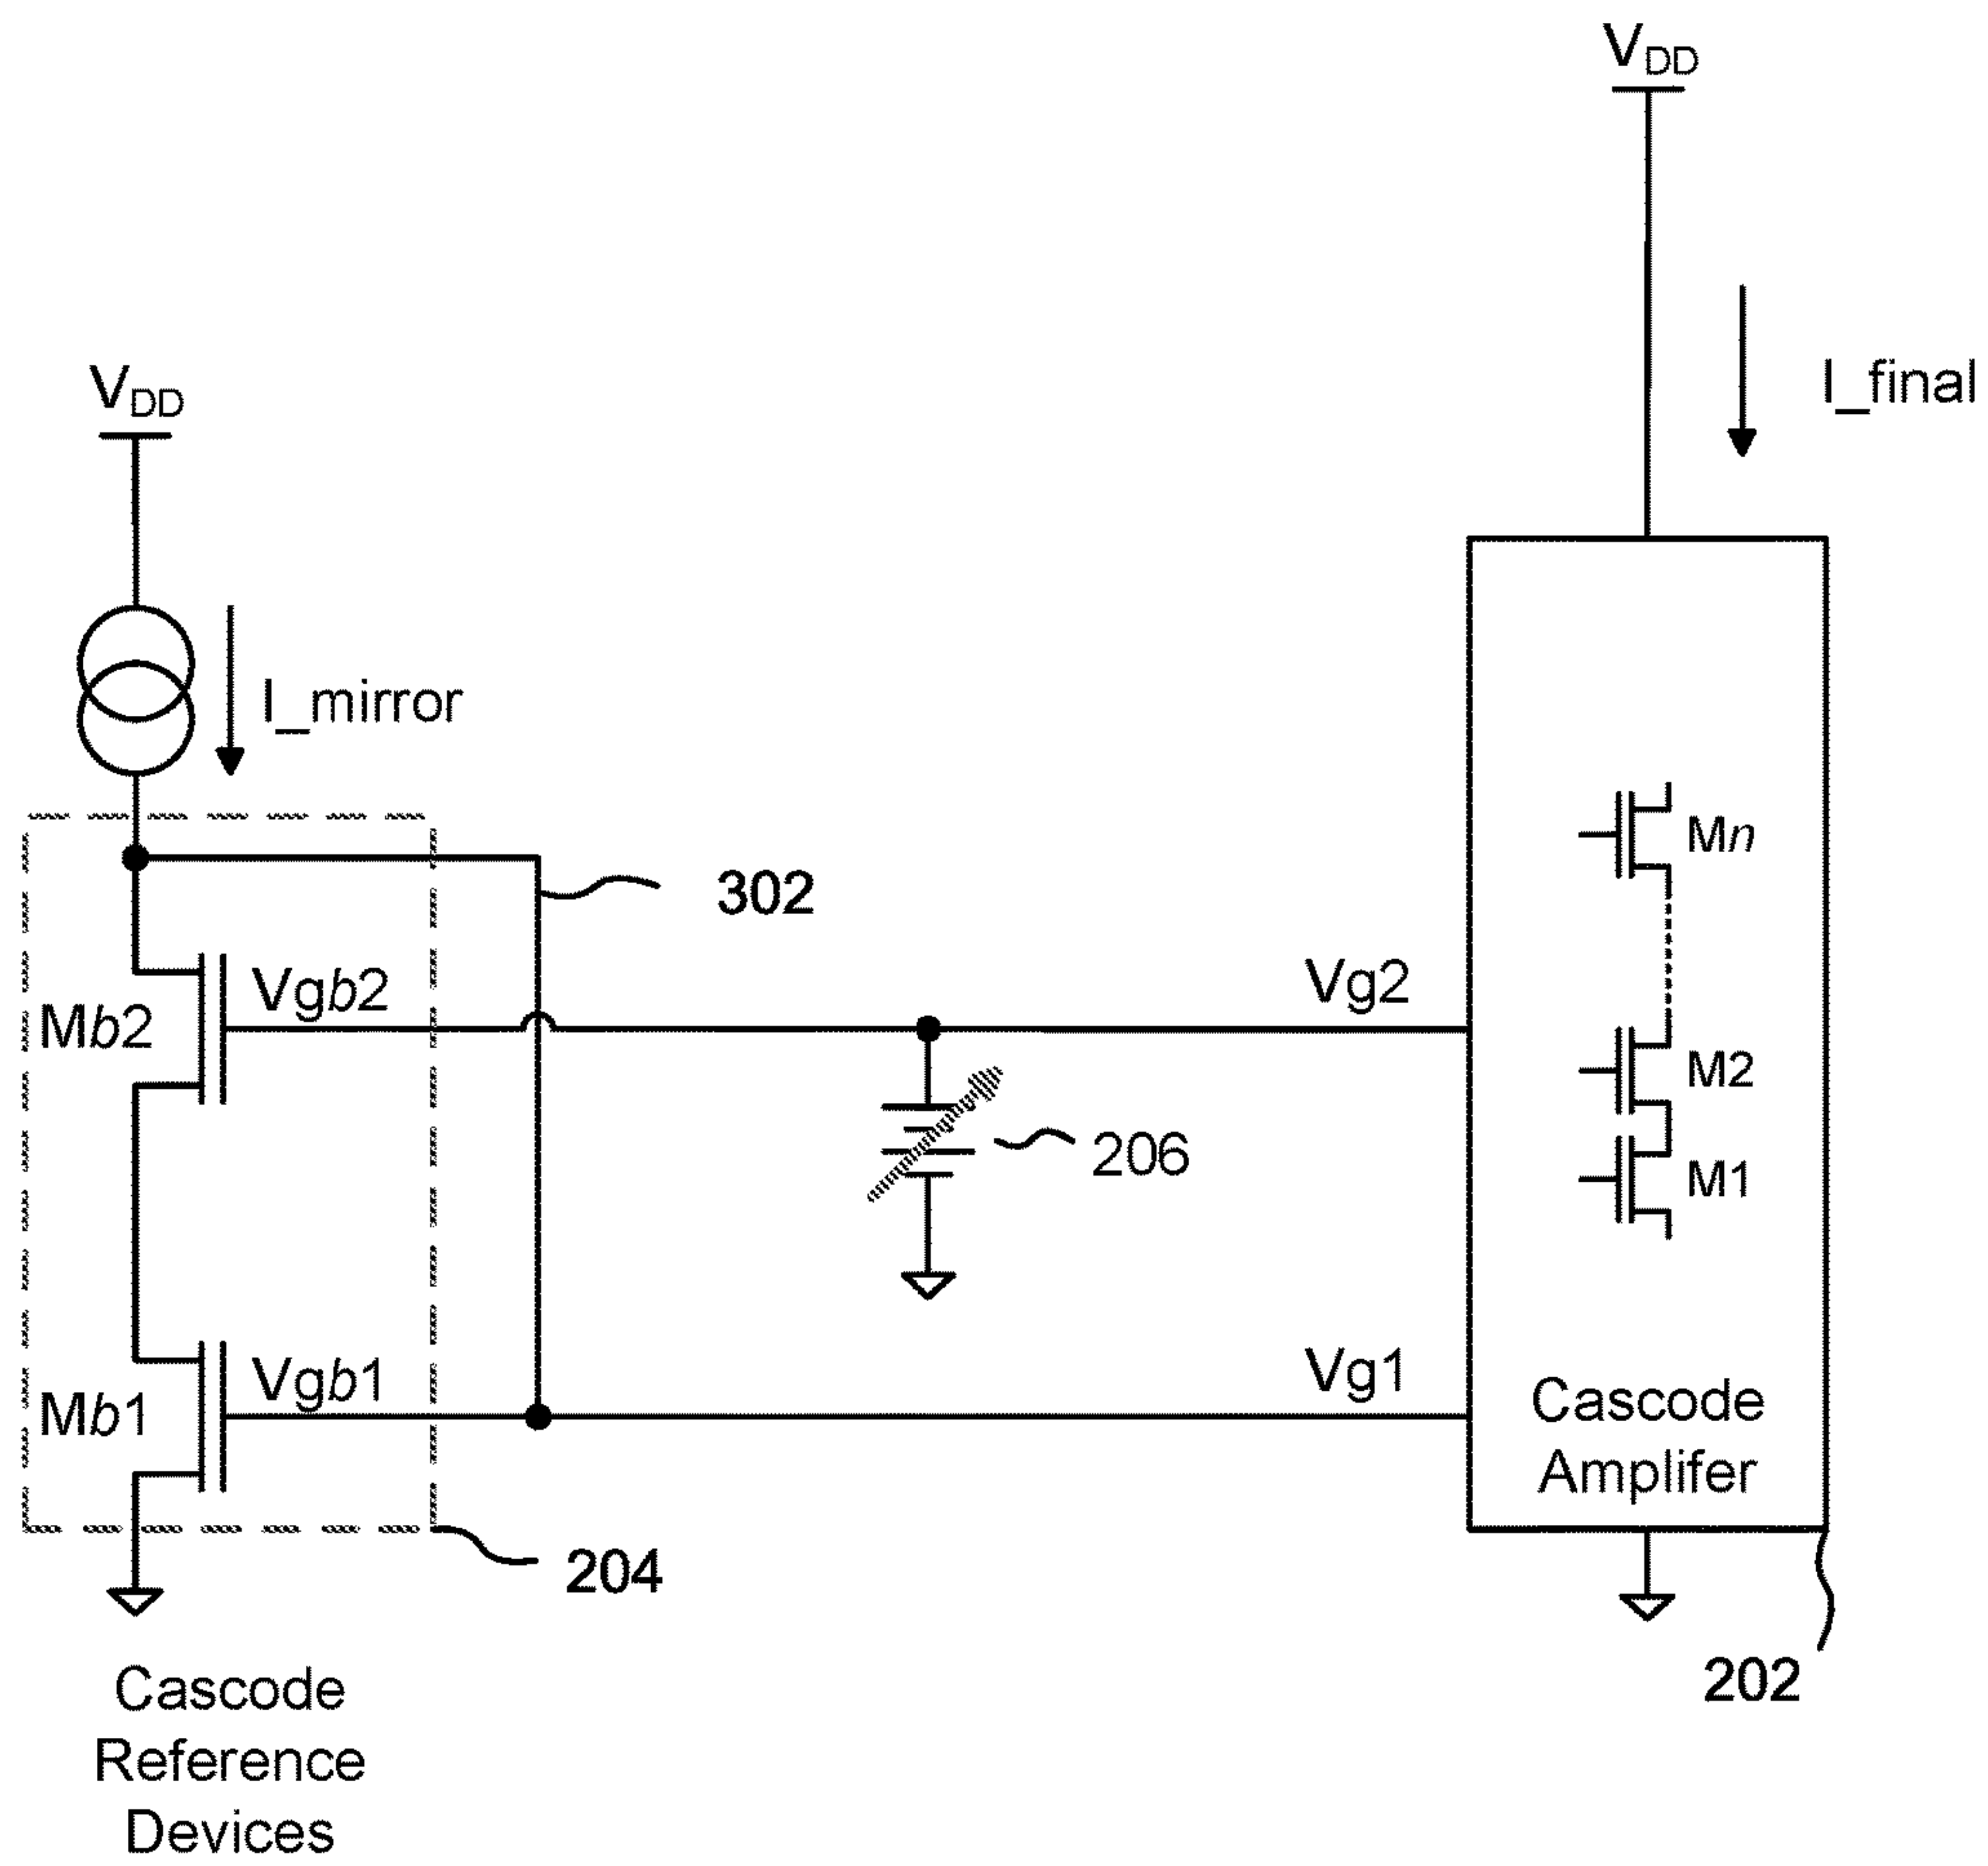 VDD
I_final
VDD
I_mirror
302
Mn
Vgb2
Vg2
Mb2
M2
206
M1
Vgb1
Vg1
Mb1
Cascode
Amplifer
204
202
Cascode
Reference
Devices